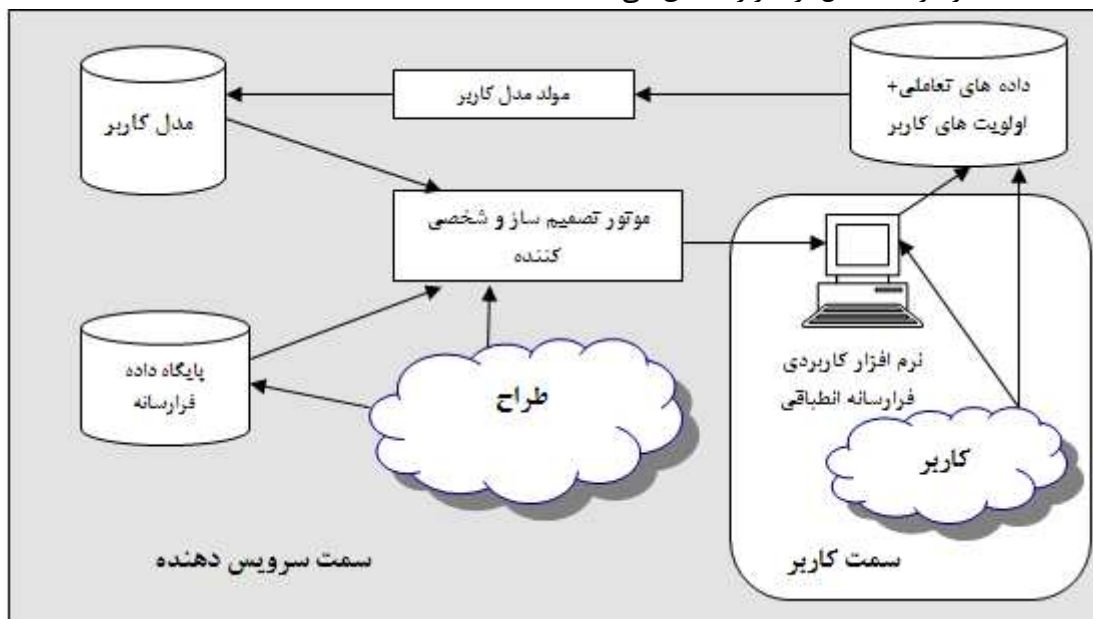 داده های تعاملی+
اولویت های کاربر
مولد مدل کاربر
مدل کاربر
موتور تصمیم ساز و شخصی
کننده
نرم افزار کاربردی
فرارسانه انطباقی
پایگاه داده
فرارسانه
طراح
کاربر
سمت کاربر
سمت سرویس دهنده